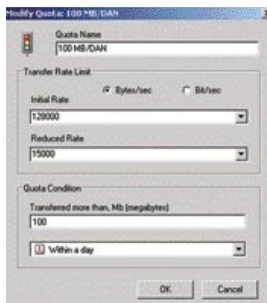 Modify Quota: 100 MB/DAN
Quota Name
100 MB/DAN
Transfer Rate Limit
Bytes/sec
Bit/sec
Initial Rate
128000
Reduced Rate
15000
Quota Condition
Transferred more than, Mb (megabytes)
100
Within a day
OK
Cancel